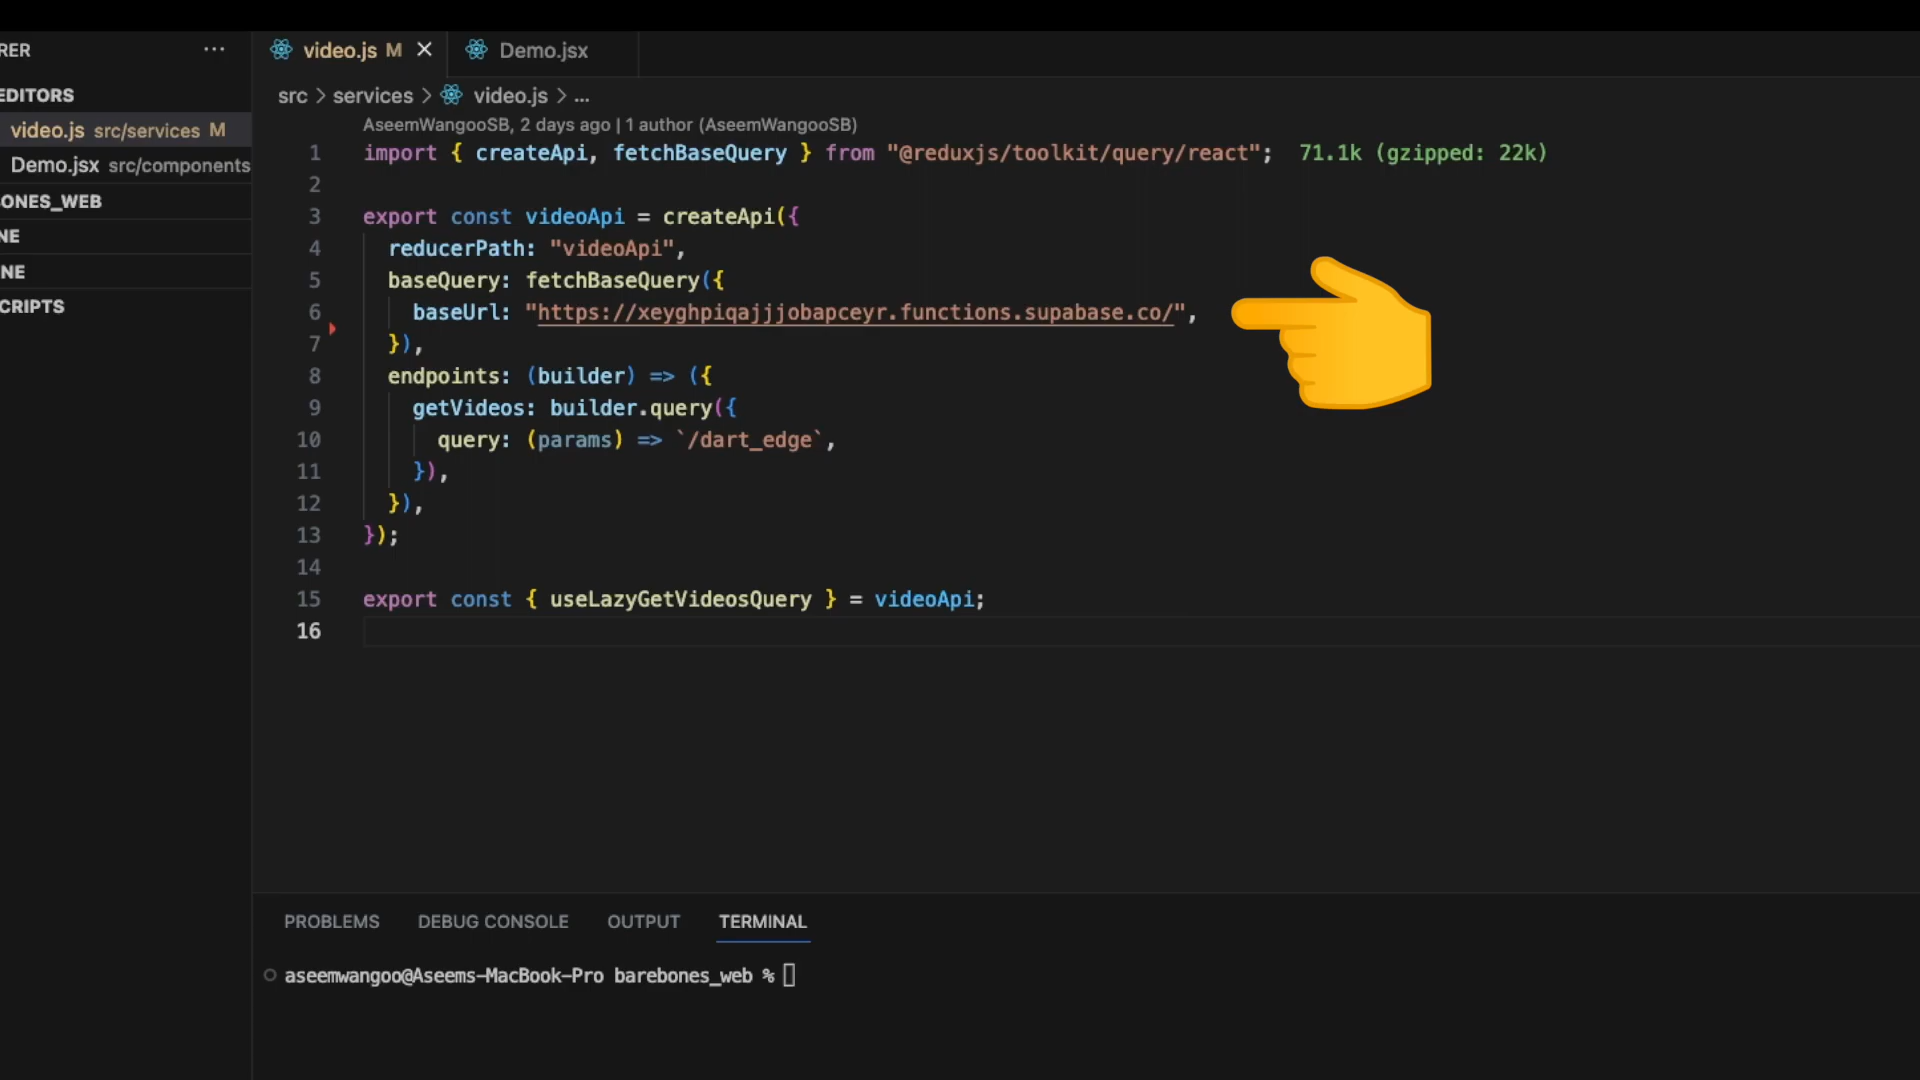 RER ...
video.js M
Demo.jsx
EDITORS
video.js src/services M
Demo.jsx src/components
BONES_WEB
NE
NE
CRIPTS
src > services > video.js > ...
AseemWangooSB, 2 days ago | 1 author (AseemWangooSB)
1 import { createApi, fetchBaseQuery } from "@reduxjs/toolkit/query/react"; 71.1k (gzipped: 22k)
2
3 export const videoApi = createApi({
4 reducerPath: "videoApi",
5 baseQuery: fetchBaseQuery({
6 baseUrl: "https://xeyghpiqajjjobapceyr.functions.supabase.co/",
7 }),
8 endpoints: (builder) => ({
9 getVideos: builder.query({
10 query: (params) => `/dart_edge`,
11 }),
12 }),
13 });
14
15 export const { useLazyGetVideosQuery } = videoApi;
16
PROBLEMS DEBUG CONSOLE OUTPUT TERMINAL
aseemwangoo@Aseems-MacBook-Pro barebones_web %